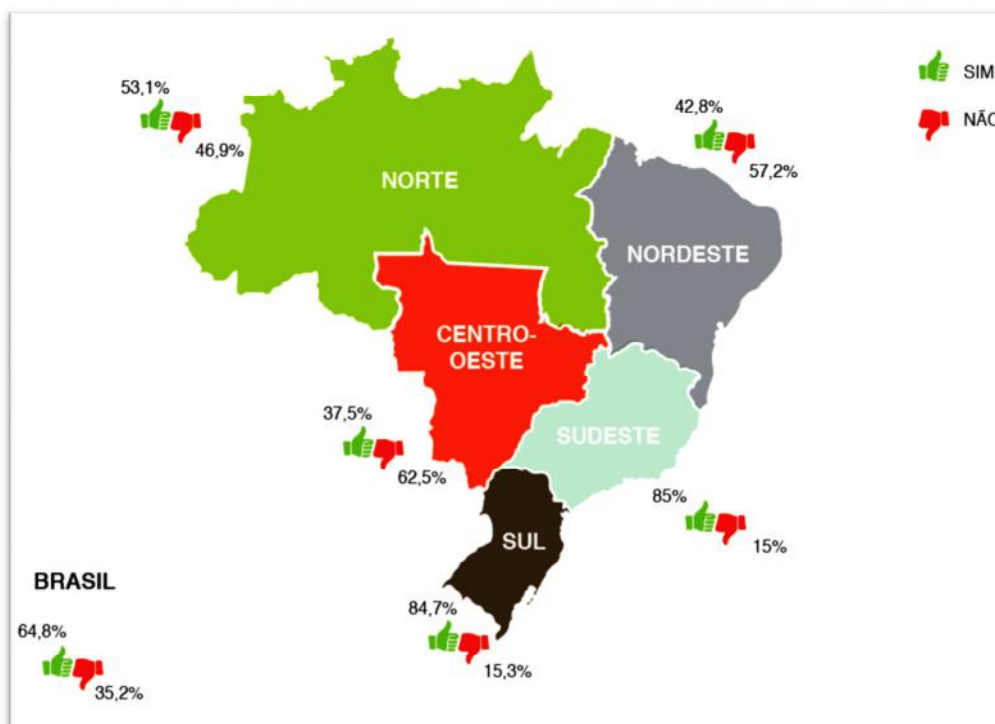 SIM
NÃO
53,1%
46,9%
42,8%
57,2%
NORTE
NORDESTE
CENTRO-
OESTE
37,5%
62,5%
SUDESTE
85%
15%
SUL
84,7%
15,3%
BRASIL
64,8%
35,2%